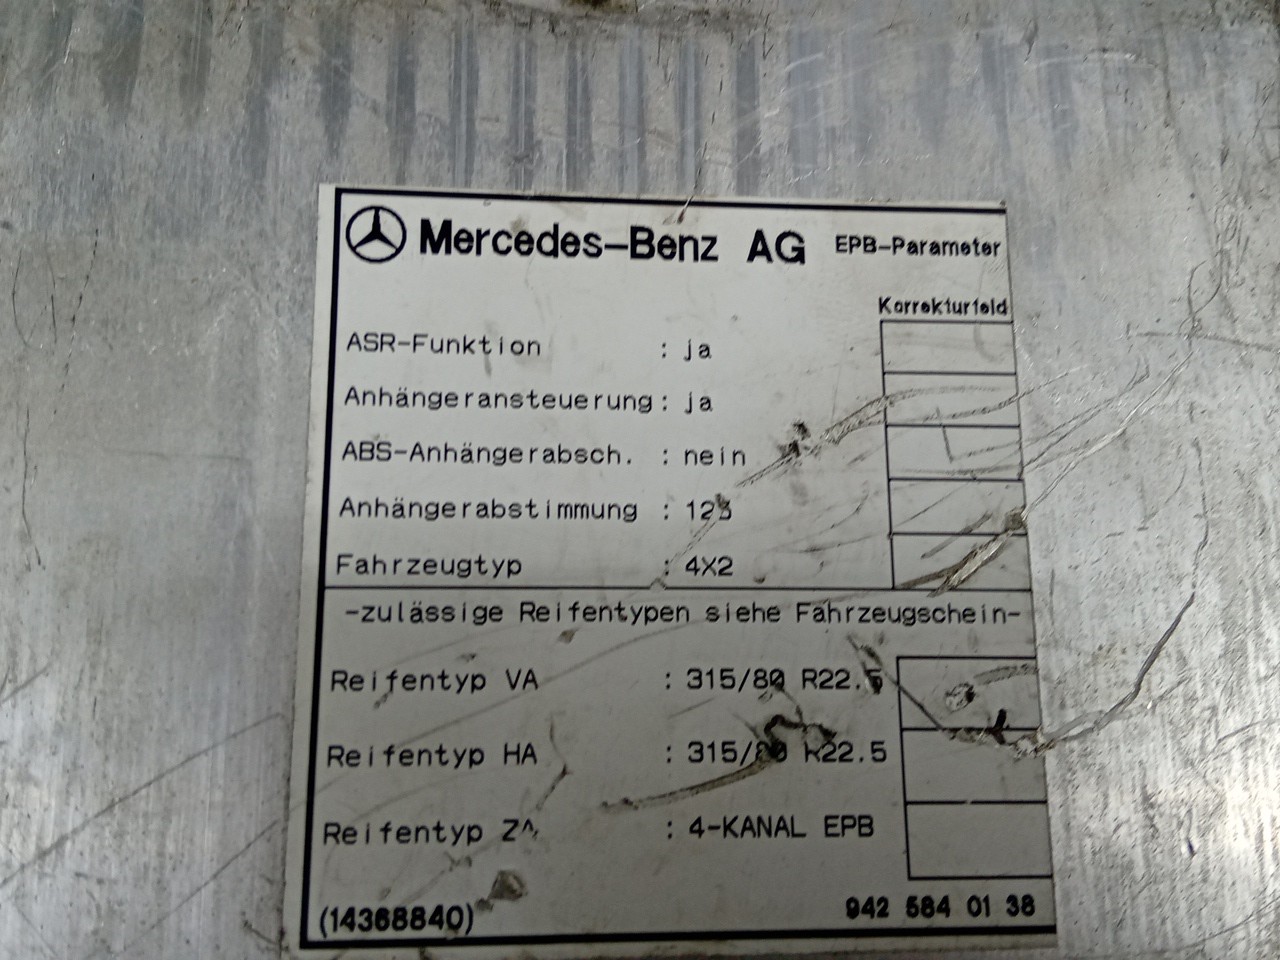 Mercedes-Benz AG EPB-Parameter
Korrekturfeld
ASR-Funktion : ja
Anhängeransteuerung : ja
ABS-Anhängerabsch. : nein
Anhängerabstimmung : 123
Fahrzeugtyp : 4X2
-zulässige Reifentypen siehe Fahrzeugschein-
Reifentyp VA : 315/80 R22.5
Reifentyp HA : 315/80 R22.5
Reifentyp ZA : 4-KANAL EPB
(14368840) 942 584 01 38